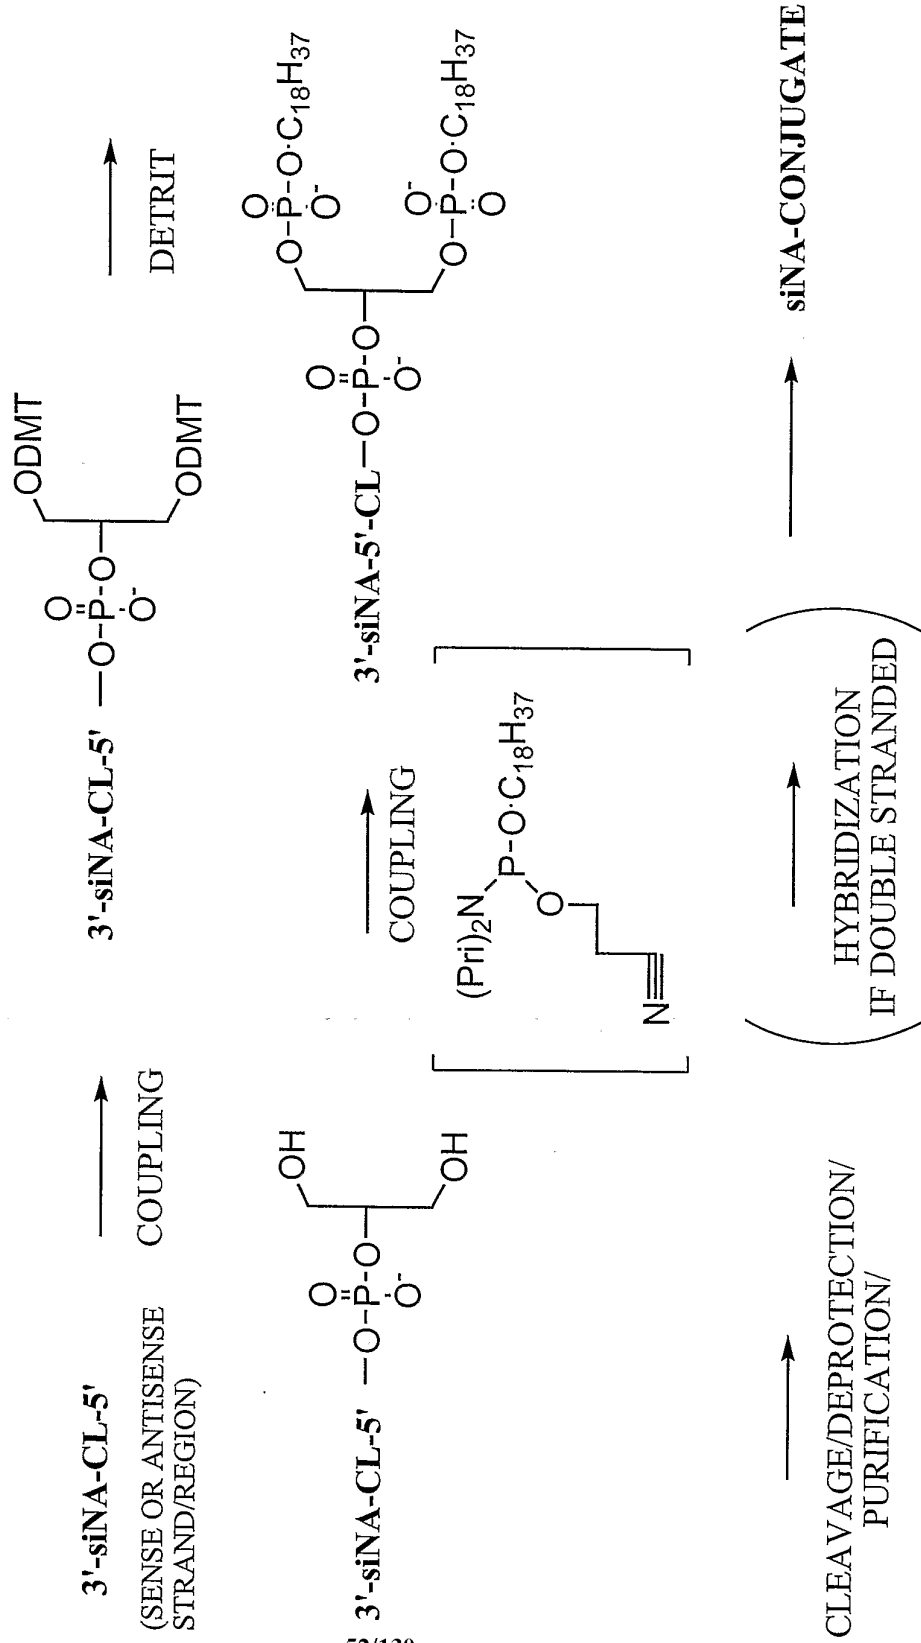 3'-siNA-CL-5'
(SENSE OR ANTISENSE
STRAND/REGION)
COUPLING
3'-siNA-CL-5'
O
O-P-O
O-
ODMT
ODMT
DETRIT
3'-siNA-CL-5'
O
O-P-O
O-
OH
OH
COUPLING
(Pri)2N
P-O·C18H37
O
N
3'-siNA-5'-CL
O
O-P-O
O-
O
O-P-O·C18H37
O-
O-
O-P-O·C18H37
O
CLEAVAGE/DEPROTECTION/
PURIFICATION/
HYBRIDIZATION
IF DOUBLE STRANDED
siNA-CONJUGATE